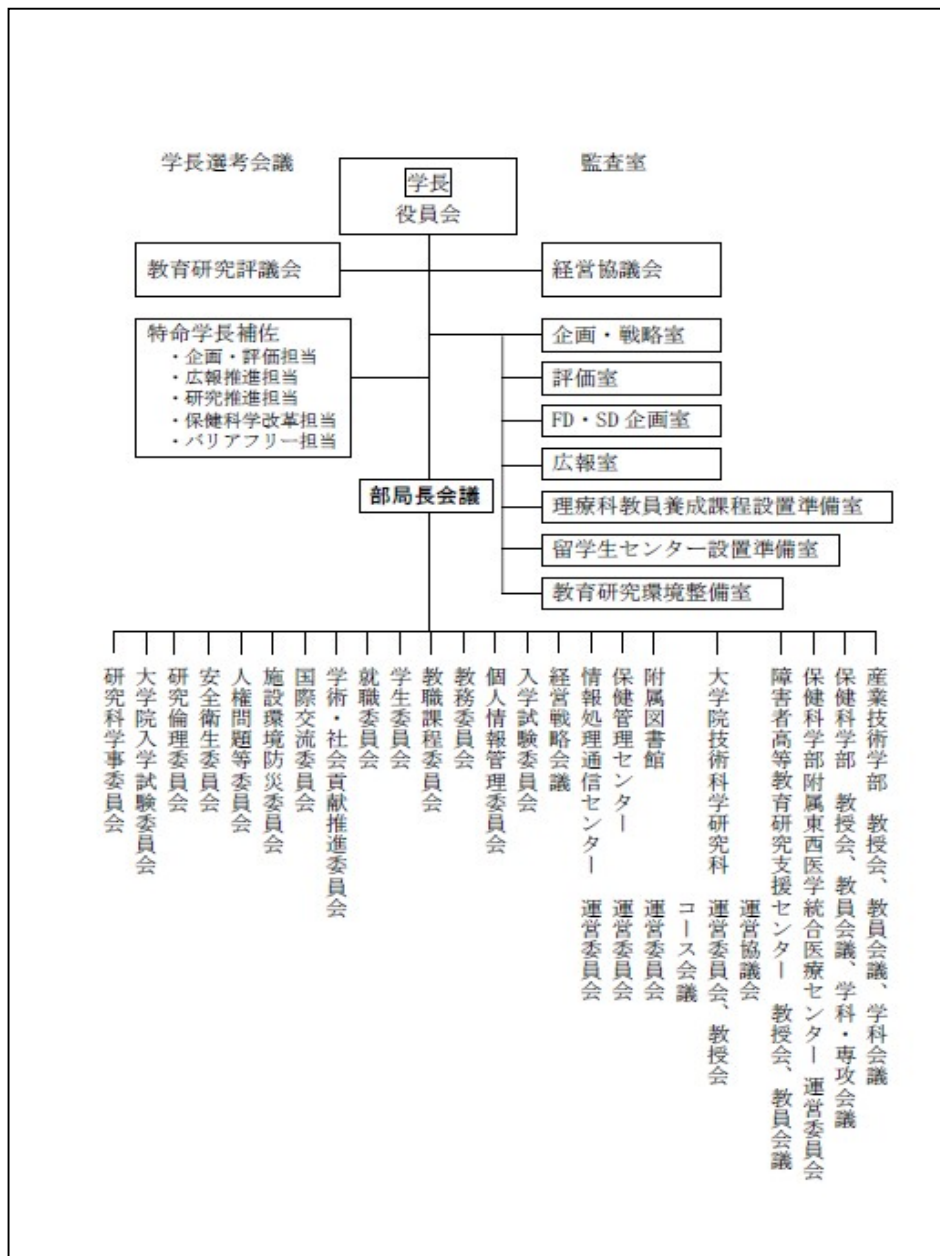 学長選考会議
監査室
学長
役員会
教育研究評議会
経営協議会
特命学長補佐
・企画・評価担当
・広報推進担当
・研究推進担当
・保健科学改革担当
・バリアフリー担当
企画・戦略室
評価室
FD・SD 企画室
広報室
部局長会議
理療科教員養成課程設置準備室
留学生センター設置準備室
教育研究環境整備室
産業技術学部　教授会、教員会議、学科会議
保健科学部　教授会、教員会議、学科・専攻会議
保健科学部附属東西医学統合医療センター 運営委員会
障害者高等教育研究支援センター　教授会、教員会議
運営協議会
大学院技術科学研究科　運営委員会、教授会
コース会議
附属図書館　運営委員会
保健管理センター　運営委員会
情報処理通信センター　運営委員会
経営戦略会議
入学試験委員会
個人情報管理委員会
教務委員会
教職課程委員会
学生委員会
就職委員会
学術・社会貢献推進委員会
国際交流委員会
施設環境防災委員会
人権問題等委員会
安全衛生委員会
研究倫理委員会
大学院入学試験委員会
研究科学事委員会